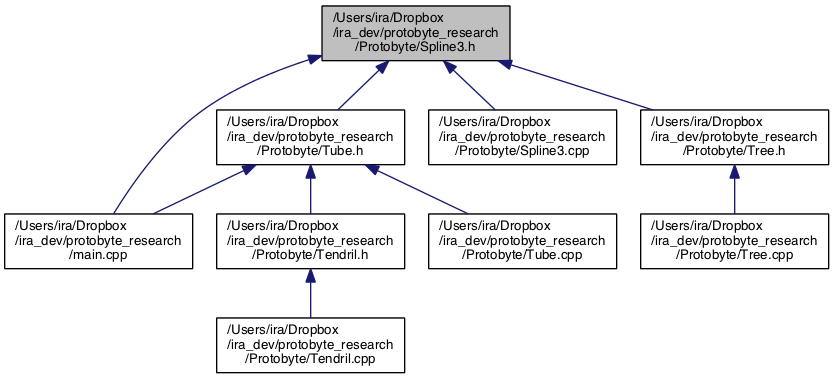 /Users/ira/Dropbox
/ira_dev/protobyte_research
/Protobyte/Spline3.h
/Users/ira/Dropbox
/ira_dev/protobyte_research
/Protobyte/Tube.h
/Users/ira/Dropbox
/ira_dev/protobyte_research
/Protobyte/Spline3.cpp
/Users/ira/Dropbox
/ira_dev/protobyte_research
/Protobyte/Tree.h
/Users/ira/Dropbox
/ira_dev/protobyte_research
/main.cpp
/Users/ira/Dropbox
/ira_dev/protobyte_research
/Protobyte/Tendril.h
/Users/ira/Dropbox
/ira_dev/protobyte_research
/Protobyte/Tube.cpp
/Users/ira/Dropbox
/ira_dev/protobyte_research
/Protobyte/Tree.cpp
/Users/ira/Dropbox
/ira_dev/protobyte_research
/Protobyte/Tendril.cpp